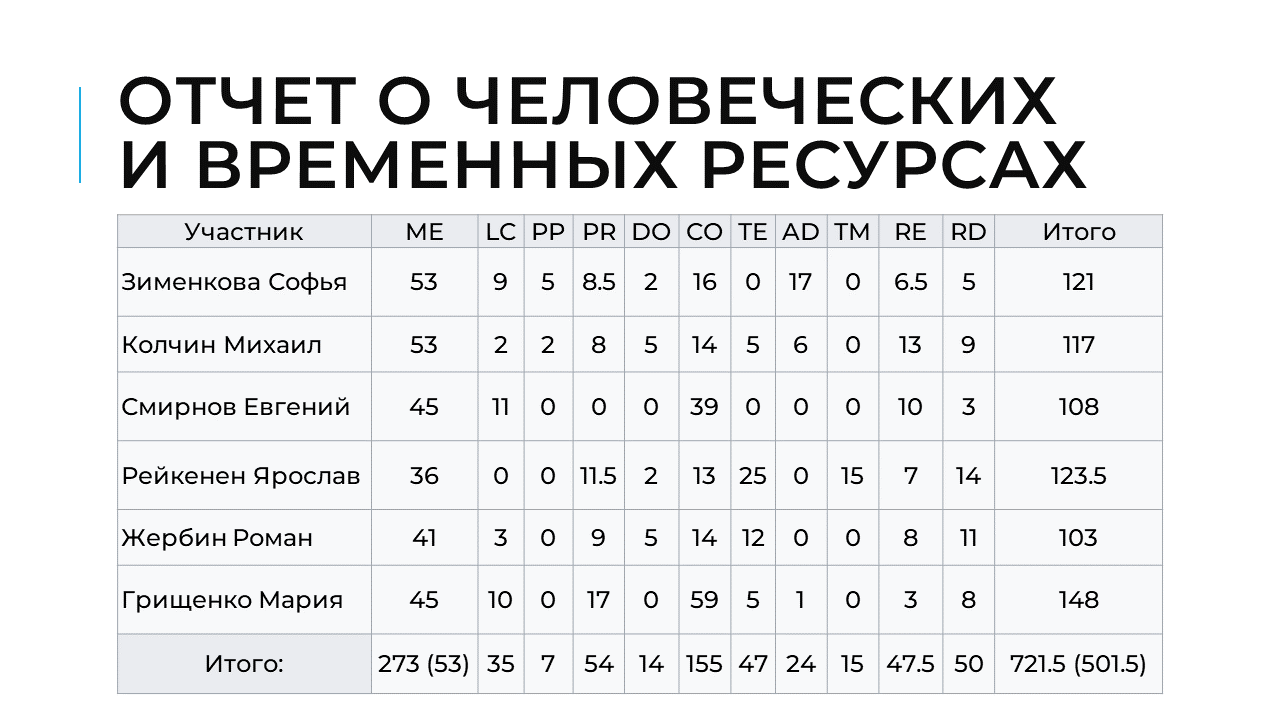 ОТЧЕТ О ЧЕЛОВЕЧЕСКИХ
И ВРЕМЕННЫХ РЕСУРСАХ
Участник ME LC PP PR DO CO TE AD TM RE RD Итого
Зименкова Софья 53 9 5 8.5 2 16 0 17 0 6.5 5 121
Колчин Михаил 53 2 2 8 5 14 5 6 0 13 9 117
Смирнов Евгений 45 11 0 0 0 39 0 0 0 10 3 108
Рейкенен Ярослав 36 0 0 11.5 2 13 25 0 15 7 14 123.5
Жербин Роман 41 3 0 9 5 14 12 0 0 8 11 103
Грищенко Мария 45 10 0 17 0 59 5 1 0 3 8 148
Итого: 273 (53) 35 7 54 14 155 47 24 15 47.5 50 721.5 (501.5)